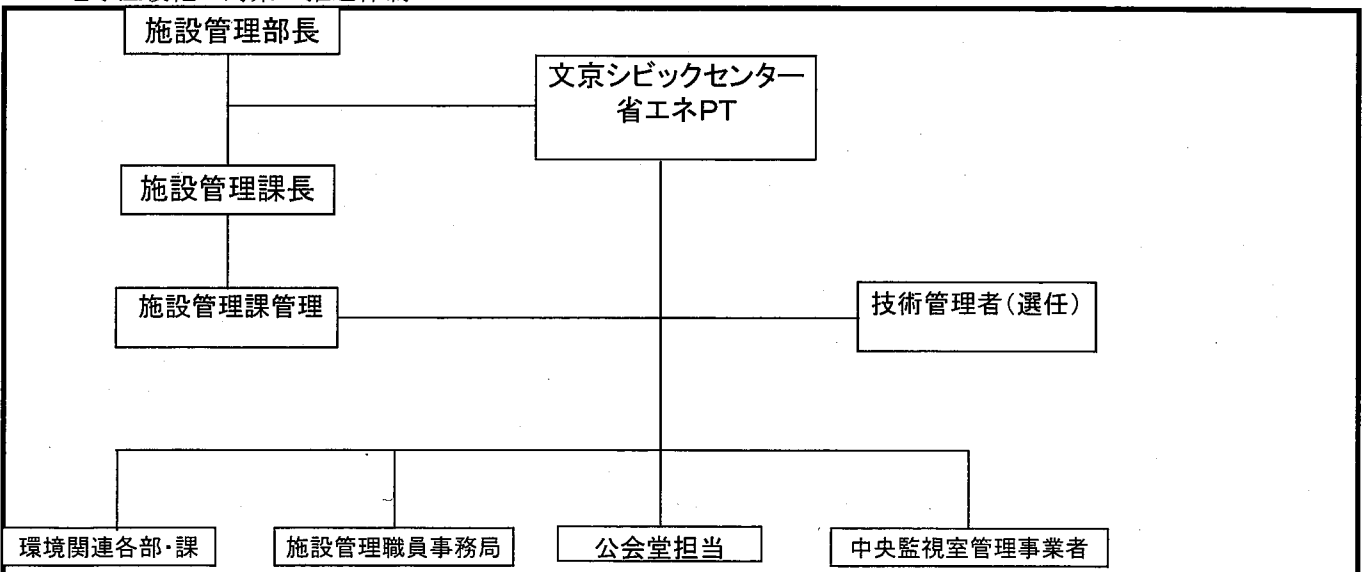 施設管理部長
文京シビックセンター
省エネPT
施設管理課長
施設管理課管理
技術管理者（選任）
環境関連各部・課
施設管理職員事務局
公会堂担当
中央監視室管理事業者